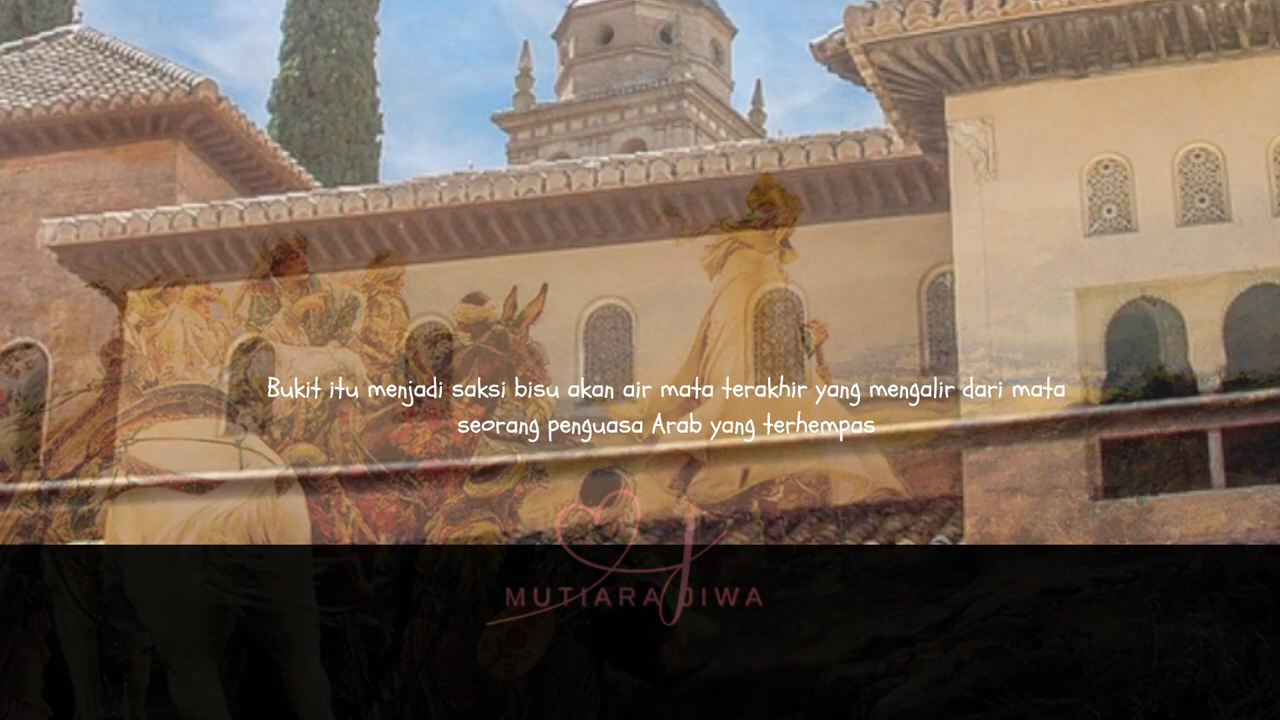 Bukit itu menjadi saksi bisu akan air mata terakhir yang mengalir dari mata
seorang penguasa Arab yang terhempas
MUTIARA JIWA